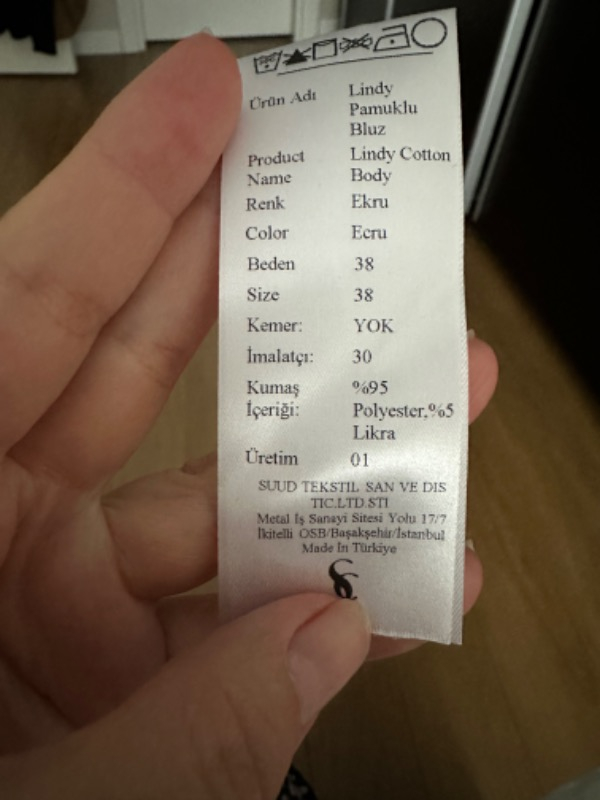 Ürün Adı Lindy
Pamuklu
Bluz
Product Lindy Cotton
Name Body
Renk Ekru
Color Ecru
Beden 38
Size 38
Kemer: YOK
İmalatçı: 30
Kumaş %95
İçeriği: Polyester,%5
Likra
Üretim 01
SUUD TEKSTIL SAN VE DIS
TIC.LTD.STI
Metal İş Sanayi Sitesi Yolu 17/7
İkitelli OSB/Başakşehir/İstanbul
Made In Türkiye